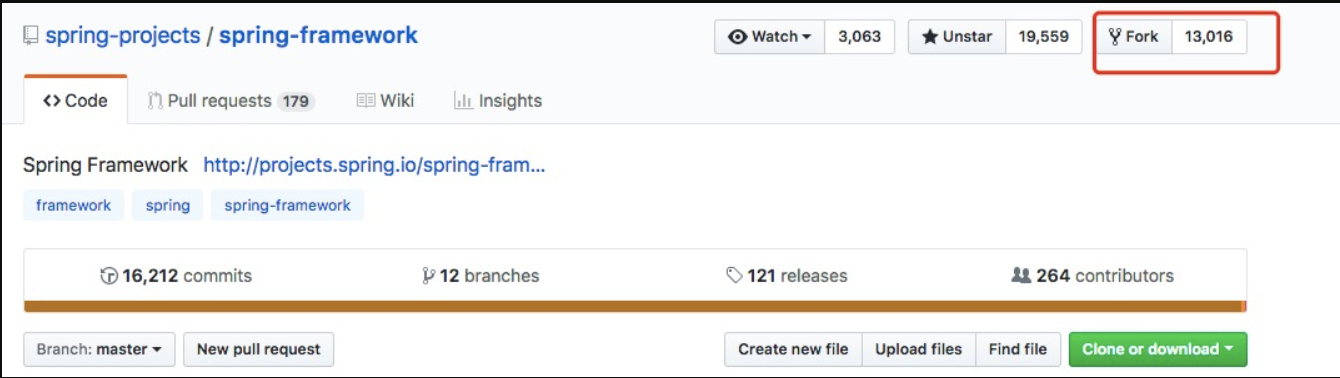 spring-projects / spring-framework Watch 3,063 Unstar 19,559 Fork 13,016
Code Pull requests 179 Wiki Insights
Spring Framework http://projects.spring.io/spring-fram...
framework spring spring-framework
16,212 commits 12 branches 121 releases 264 contributors
Branch: master New pull request Create new file Upload files Find file Clone or download